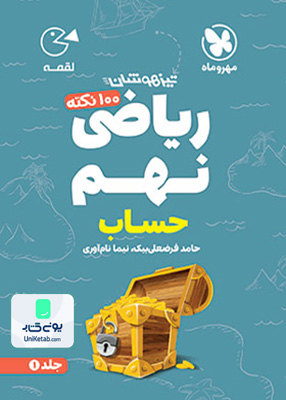 مهروماه
لقمه
تیزهوشان
۱۰۰ نکته
ریاضی
نهم
حساب
حامد فرضعلی‌بیک، نیما نام‌آوری
یونی کتاب
UniKetab.com
جلد ۱